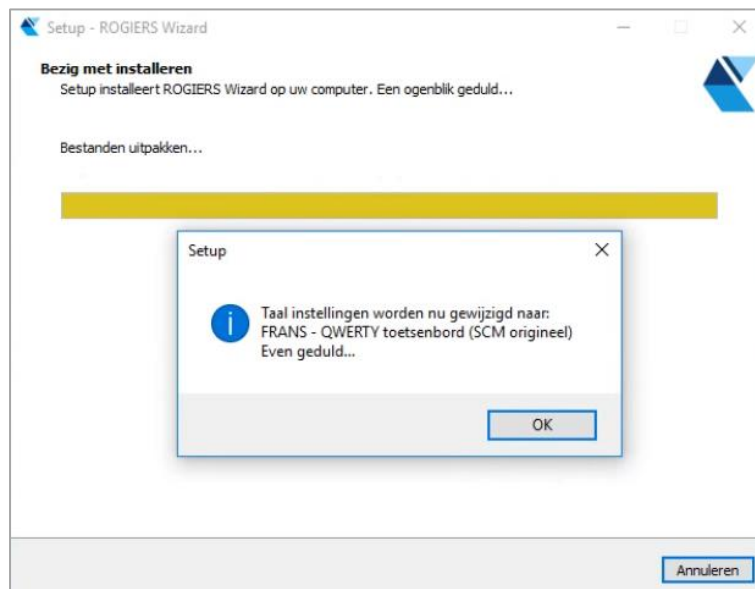 Setup - ROGIERS Wizard
Bezig met installeren
Setup installeert ROGIERS Wizard op uw computer. Een ogenblik geduld...
Bestanden uitpakken...
Setup
Taal instellingen worden nu gewijzigd naar:
FRANS - QWERTY toetsenbord (SCM origineel)
Even geduld...
OK
Annuleren